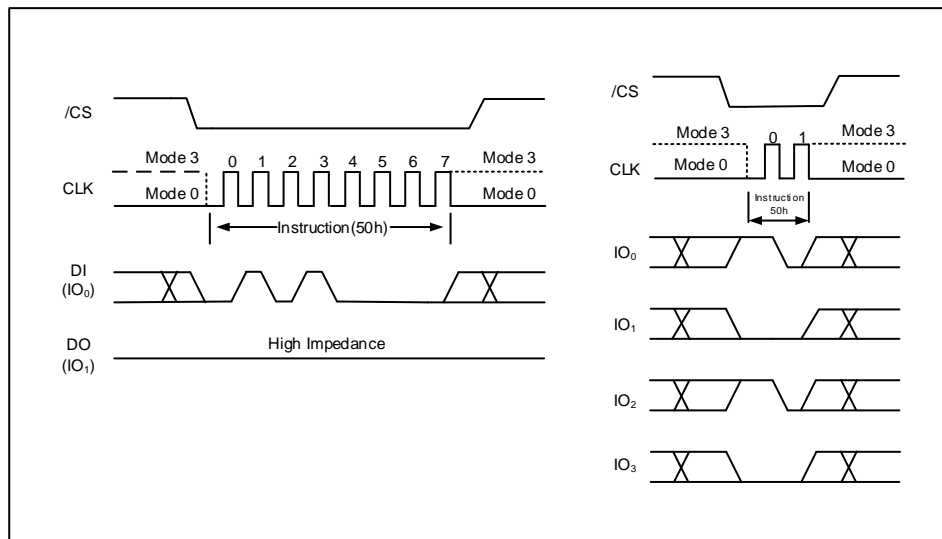 /CS
Mode 3 0 1 2 3 4 5 6 7 Mode 3
CLK Mode 0 Mode 0
Instruction(50h)
DI
(IO₀)
DO
(IO₁)
High Impedance
/CS
Mode 3 0 1 Mode 3
CLK Mode 0 Mode 0
Instruction
50h
IO₀
IO₁
IO₂
IO₃